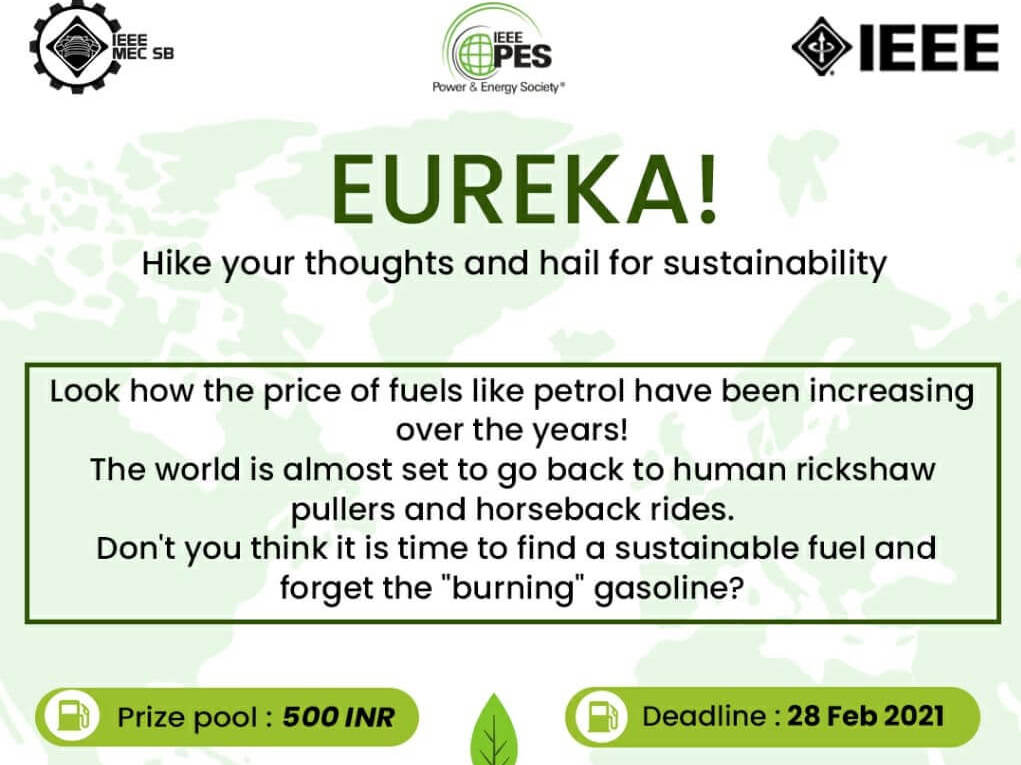 IEEE
MEC SB
IEEE
PES
Power & Energy Society®
IEEE
EUREKA!
Hike your thoughts and hail for sustainability
Look how the price of fuels like petrol have been increasing
over the years!
The world is almost set to go back to human rickshaw
pullers and horseback rides.
Don't you think it is time to find a sustainable fuel and
forget the "burning" gasoline?
Prize pool : 500 INR
Deadline : 28 Feb 2021